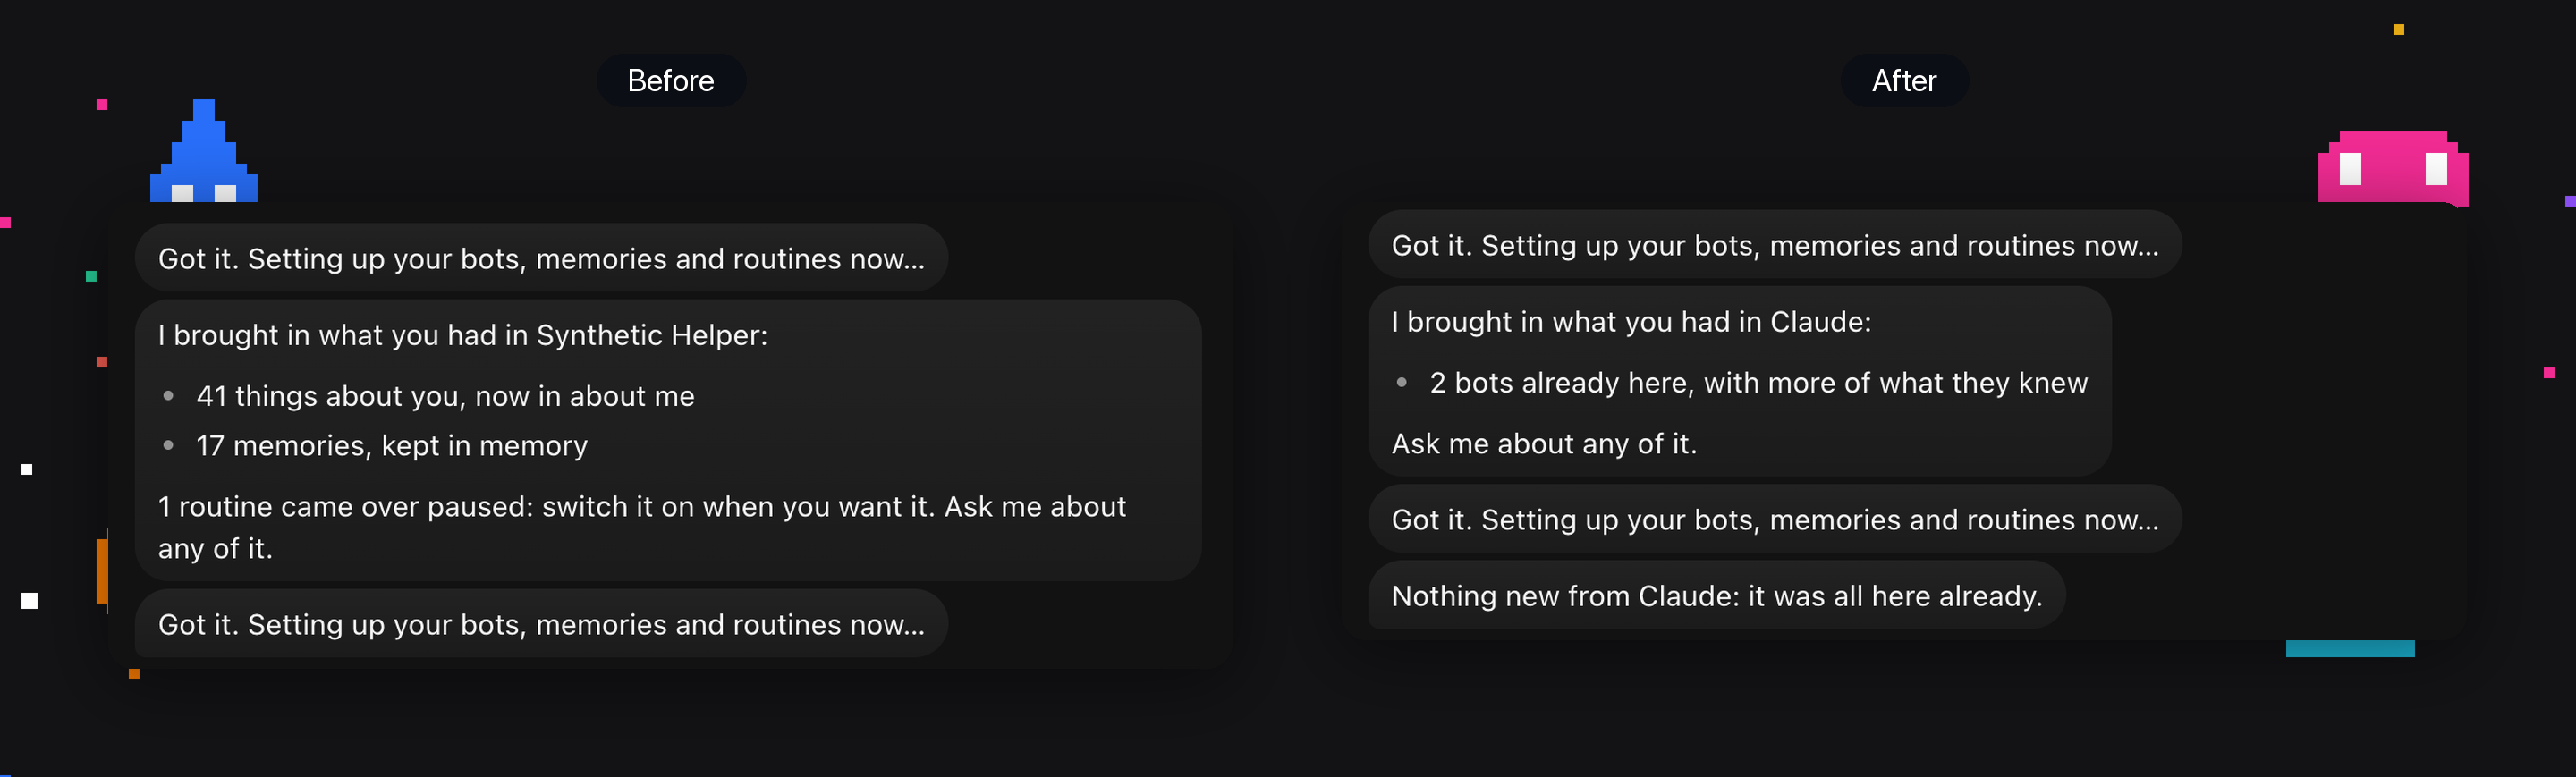 Before
Got it. Setting up your bots, memories and routines now...
I brought in what you had in Synthetic Helper:
• 41 things about you, now in about me
• 17 memories, kept in memory
1 routine came over paused: switch it on when you want it. Ask me about
any of it.
Got it. Setting up your bots, memories and routines now...
After
Got it. Setting up your bots, memories and routines now...
I brought in what you had in Claude:
• 2 bots already here, with more of what they knew
Ask me about any of it.
Got it. Setting up your bots, memories and routines now...
Nothing new from Claude: it was all here already.